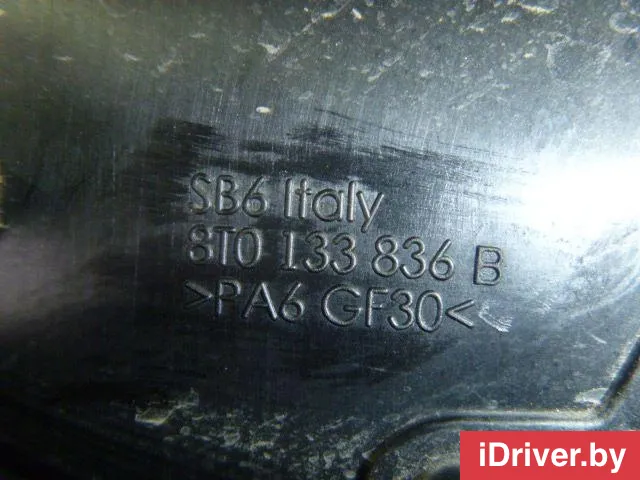 SB6 Italy
8T0 133 836 B
>PA6 GF30<
iDriver.by